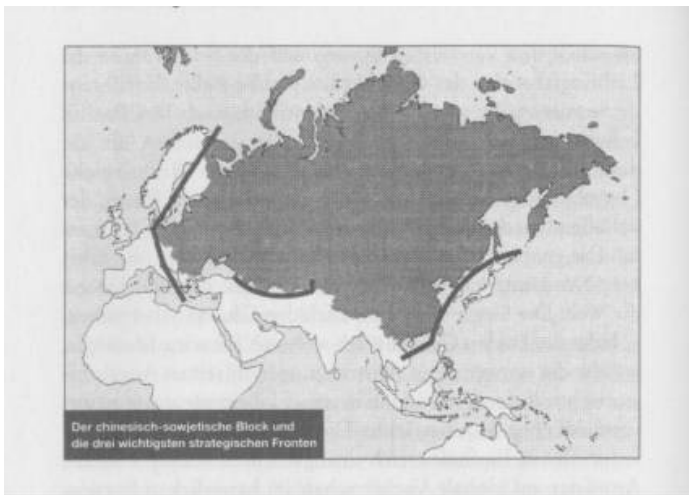 Der chinesisch-sowjetische Block und
die drei wichtigsten strategischen Fronten